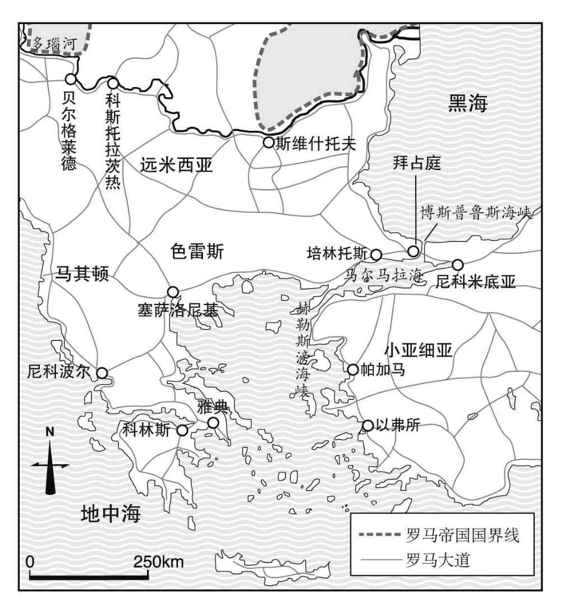 多瑙河
贝尔格莱德
科斯托拉茨热
黑海
斯维什托夫
远米西亚
拜占庭
博斯普鲁斯海峡
色雷斯
培林托斯
马其顿
马尔马拉海
尼科米底亚
塞萨洛尼基
赫勒斯滂海峡
小亚细亚
尼科波尔
帕加马
雅典
科林斯
以弗所
N
地中海
0
250km
罗马帝国国界线
罗马大道